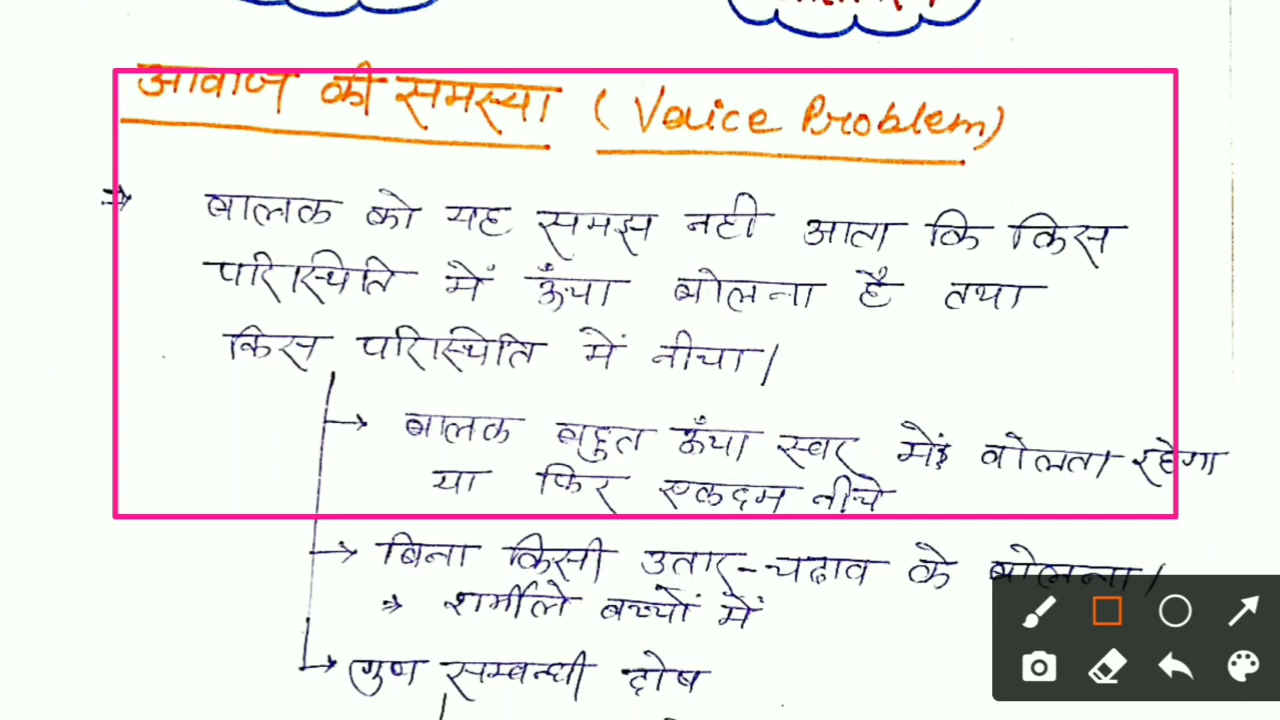 आवाज की समस्या (Voice Problem)
⇒ बालक को यह समझ नही आता कि किस
परिस्थिति में ऊँचा बोलना है तथा
किस परिस्थिति में नीचा।
→ बालक बहुत ऊँचा स्वर में बोलता रहेगा
या फिर एकदम नीचे
→ बिना किसी उतार-चढाव के बोलना।
⇒ शर्मीले बच्चों में
→ गुण सम्बन्धी दोष